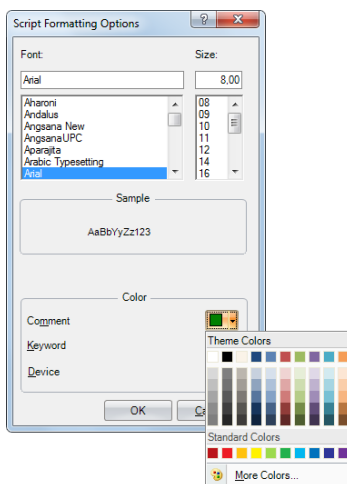 Script Formatting Options
Font:
Size:
Arial
8,00
Aharoni
Andalus
Angsana New
AngsanaUPC
Aparajita
Arabic Typesetting
Arial
08
09
10
11
12
14
16
Sample
AaBbYyZz123
Color
Comment
Keyword
Device
OK
Theme Colors
Standard Colors
More Colors...